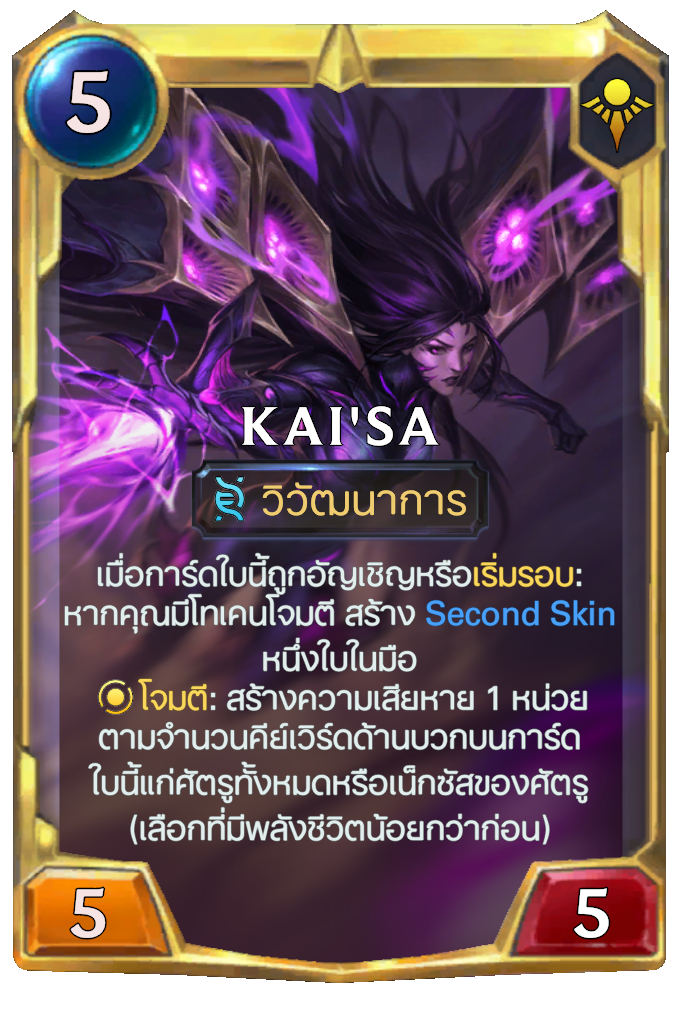 5
KAI'SA
วิวัฒนาการ
เมื่อการ์ดใบนี้ถูกอัญเชิญหรือเริ่มรอบ:
หากคุณมีโทเคนโจมตี สร้าง Second Skin
หนึ่งใบในมือ
โจมตี: สร้างความเสียหาย 1 หน่วย
ตามจำนวนคีย์เวิร์ดด้านบวกบนการ์ด
ใบนี้แก่ศัตรูทั้งหมดหรือเน็กซัสของศัตรู
(เลือกที่มีพลังชีวิตน้อยกว่าก่อน)
5
5